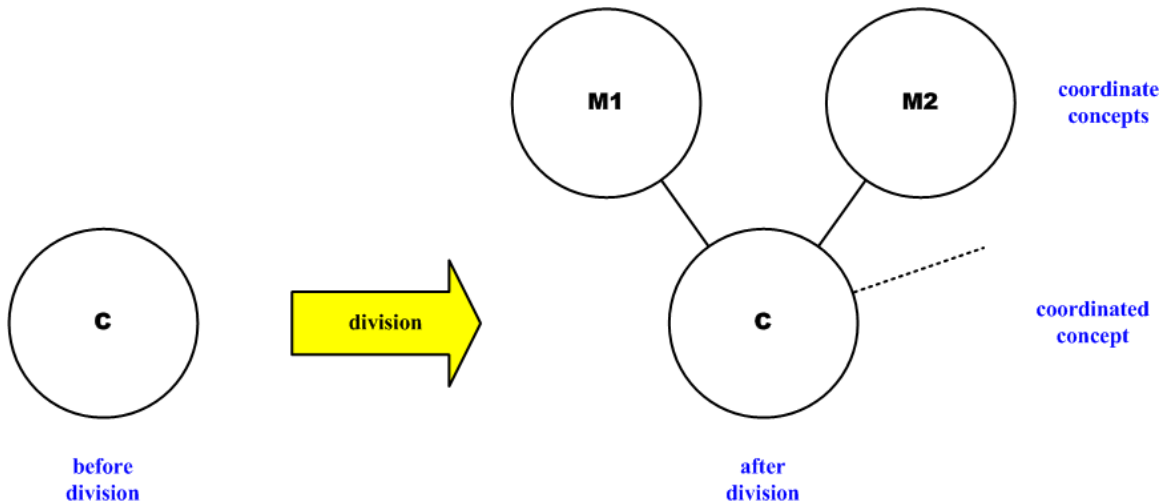 M1
M2
coordinate
concepts
C
division
C
coordinated
concept
before
division
after
division